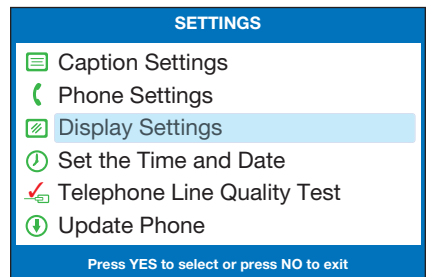 SETTINGS
Caption Settings
Phone Settings
Display Settings
Set the Time and Date
Telephone Line Quality Test
Update Phone
Press YES to select or press NO to exit